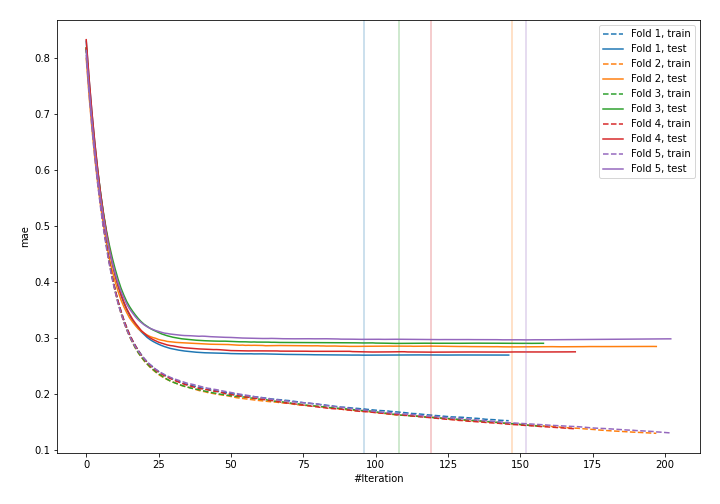 0.8
0.7
0.6
0.5
0.4
0.3
0.2
0.1
mae
0 25 50 75 100 125 150 175 200
#Iteration
Fold 1, train
Fold 1, test
Fold 2, train
Fold 2, test
Fold 3, train
Fold 3, test
Fold 4, train
Fold 4, test
Fold 5, train
Fold 5, test